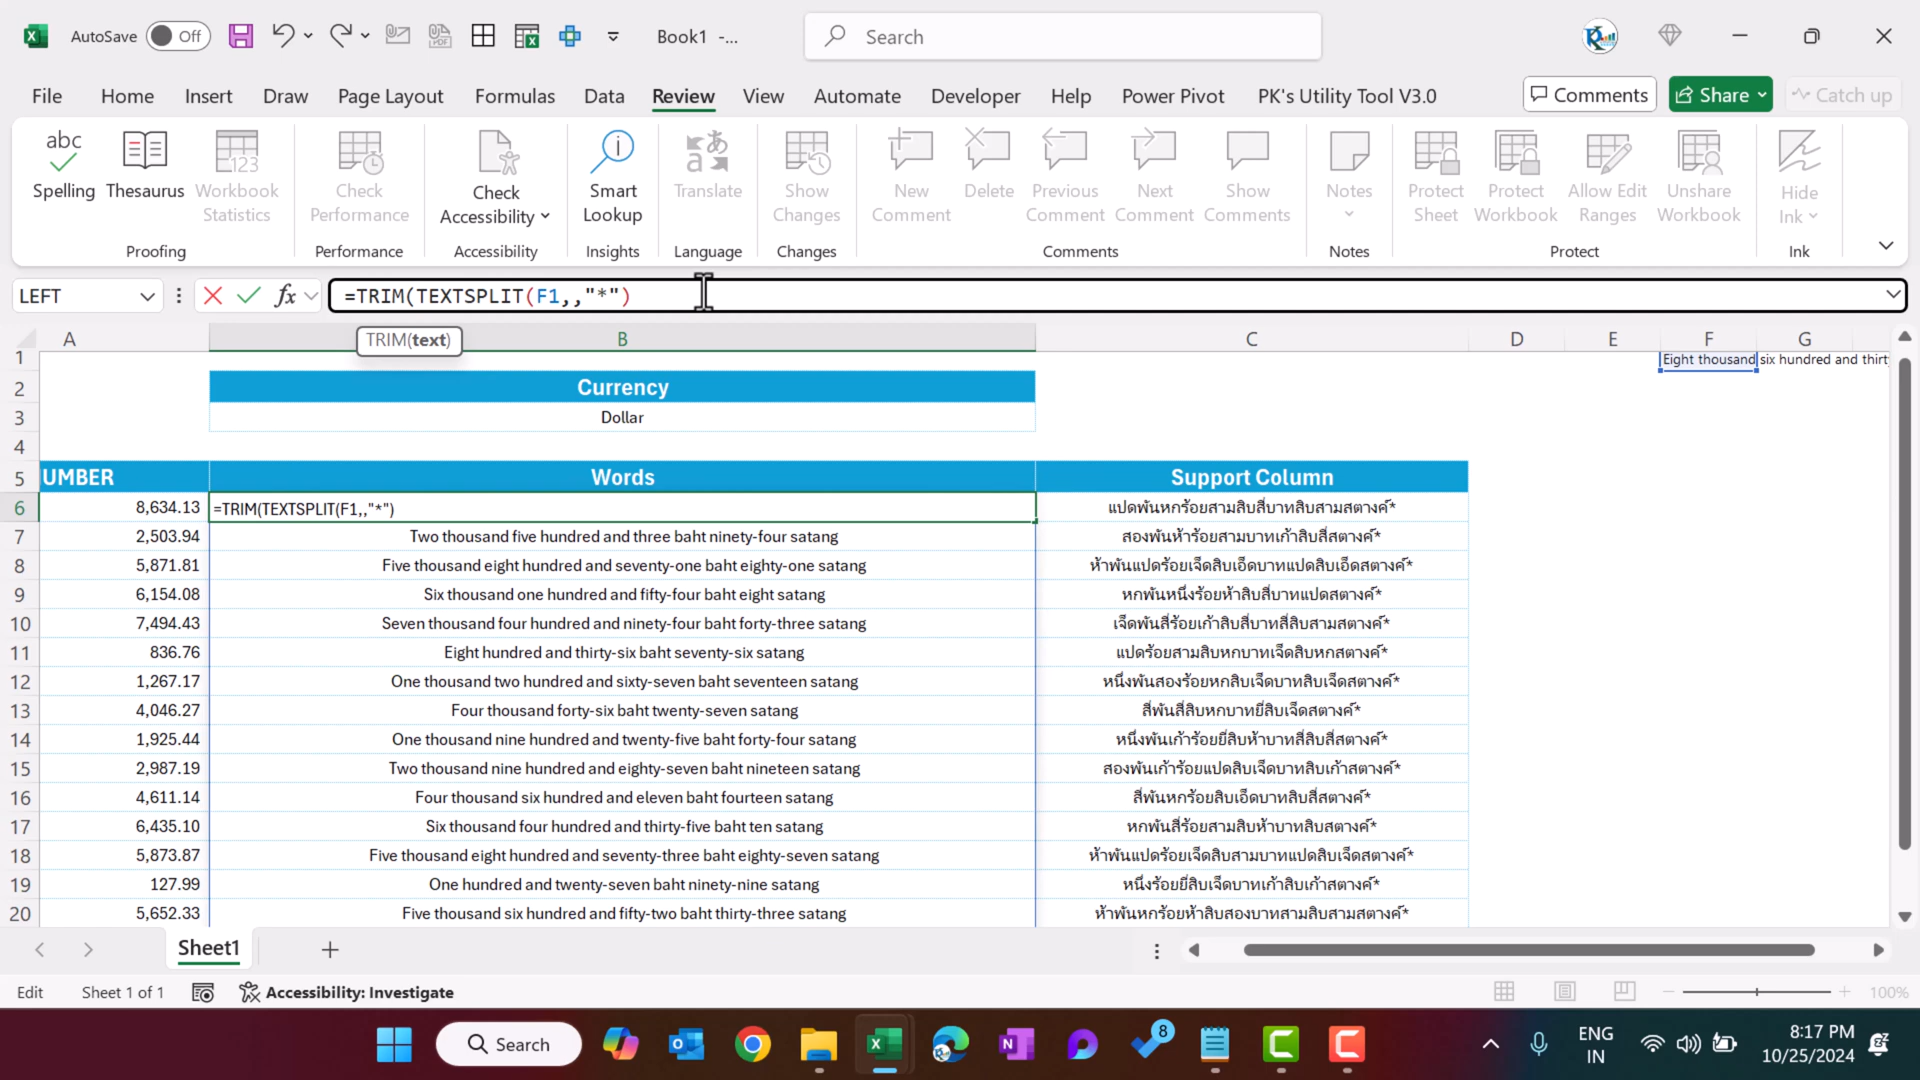 AutoSave Off Book1 -... Search
File Home Insert Draw Page Layout Formulas Data Review View Automate Developer Help Power Pivot PK's Utility Tool V3.0 Comments Share Catch up
abc
123
Spelling Thesaurus Workbook Statistics Check Performance Check Accessibility Smart Lookup Translate Show Changes New Comment Delete Previous Comment Next Comment Show Comments Notes Protect Sheet Protect Workbook Allow Edit Ranges Unshare Workbook Hide Ink
Proofing Performance Accessibility Insights Language Changes Comments Notes Protect Ink
LEFT fx =TRIM(TEXTSPLIT(F1,,"*")
TRIM(text)
A B C D E F G
1 Eight thousand six hundred and thirt
2 Currency
3 Dollar
4
5 UMBER Words Support Column
6 8,634.13 =TRIM(TEXTSPLIT(F1,,"*") แปดพันหกร้อยสามสิบสี่บาทสิบสามสตางค์*
7 2,503.94 Two thousand five hundred and three baht ninety-four satang สองพันห้าร้อยสามบาทเก้าสิบสี่สตางค์*
8 5,871.81 Five thousand eight hundred and seventy-one baht eighty-one satang ห้าพันแปดร้อยเจ็ดสิบเอ็ดบาทแปดสิบเอ็ดสตางค์*
9 6,154.08 Six thousand one hundred and fifty-four baht eight satang หกพันหนึ่งร้อยห้าสิบสี่บาทแปดสตางค์*
10 7,494.43 Seven thousand four hundred and ninety-four baht forty-three satang เจ็ดพันสี่ร้อยเก้าสิบสี่บาทสี่สิบสามสตางค์*
11 836.76 Eight hundred and thirty-six baht seventy-six satang แปดร้อยสามสิบหกบาทเจ็ดสิบหกสตางค์*
12 1,267.17 One thousand two hundred and sixty-seven baht seventeen satang หนึ่งพันสองร้อยหกสิบเจ็ดบาทสิบเจ็ดสตางค์*
13 4,046.27 Four thousand forty-six baht twenty-seven satang สี่พันสี่สิบหกบาทยี่สิบเจ็ดสตางค์*
14 1,925.44 One thousand nine hundred and twenty-five baht forty-four satang หนึ่งพันเก้าร้อยยี่สิบห้าบาทสี่สิบสี่สตางค์*
15 2,987.19 Two thousand nine hundred and eighty-seven baht nineteen satang สองพันเก้าร้อยแปดสิบเจ็ดบาทสิบเก้าสตางค์*
16 4,611.14 Four thousand six hundred and eleven baht fourteen satang สี่พันหกร้อยสิบเอ็ดบาทสิบสี่สตางค์*
17 6,435.10 Six thousand four hundred and thirty-five baht ten satang หกพันสี่ร้อยสามสิบห้าบาทสิบสตางค์*
18 5,873.87 Five thousand eight hundred and seventy-three baht eighty-seven satang ห้าพันแปดร้อยเจ็ดสิบสามบาทแปดสิบเจ็ดสตางค์*
19 127.99 One hundred and twenty-seven baht ninety-nine satang หนึ่งร้อยยี่สิบเจ็ดบาทเก้าสิบเก้าสตางค์*
20 5,652.33 Five thousand six hundred and fifty-two baht thirty-three satang ห้าพันหกร้อยห้าสิบสองบาทสามสิบสามสตางค์*
Sheet1
Edit Sheet 1 of 1 Accessibility: Investigate 100%
Search 8 ENG IN 8:17 PM 10/25/2024